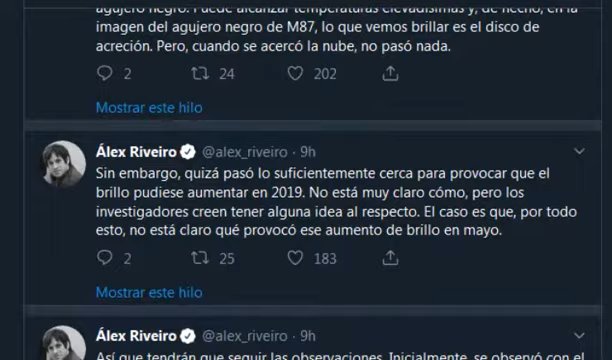 agujero negro. Puede alcanzar temperaturas elevadísimas y, de hecho, en la
imagen del agujero negro de M87, lo que vemos brillar es el disco de
acreción. Pero, cuando se acercó la nube, no pasó nada.
2 24 202
Mostrar este hilo
Álex Riveiro @alex_riveiro · 9h
Sin embargo, quizá pasó lo suficientemente cerca para provocar que el
brillo pudiese aumentar en 2019. No está muy claro cómo, pero los
investigadores creen tener alguna idea al respecto. El caso es que, por todo
esto, no está claro qué provocó ese aumento de brillo en mayo.
2 25 183
Mostrar este hilo
Álex Riveiro @alex_riveiro · 9h
Así que tendrán que seguir las observaciones. Inicialmente, se observó con el